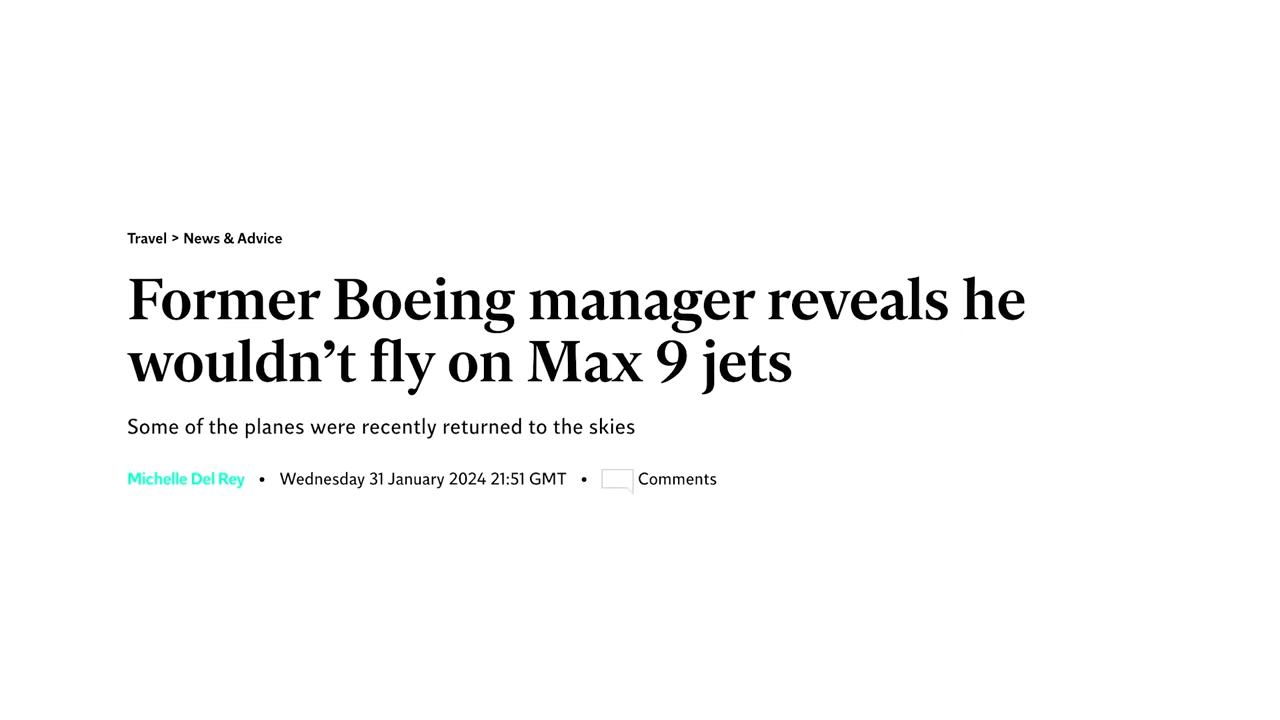 Travel > News & Advice
Former Boeing manager reveals he
wouldn’t fly on Max 9 jets
Some of the planes were recently returned to the skies
Michelle Del Rey • Wednesday 31 January 2024 21:51 GMT • Comments